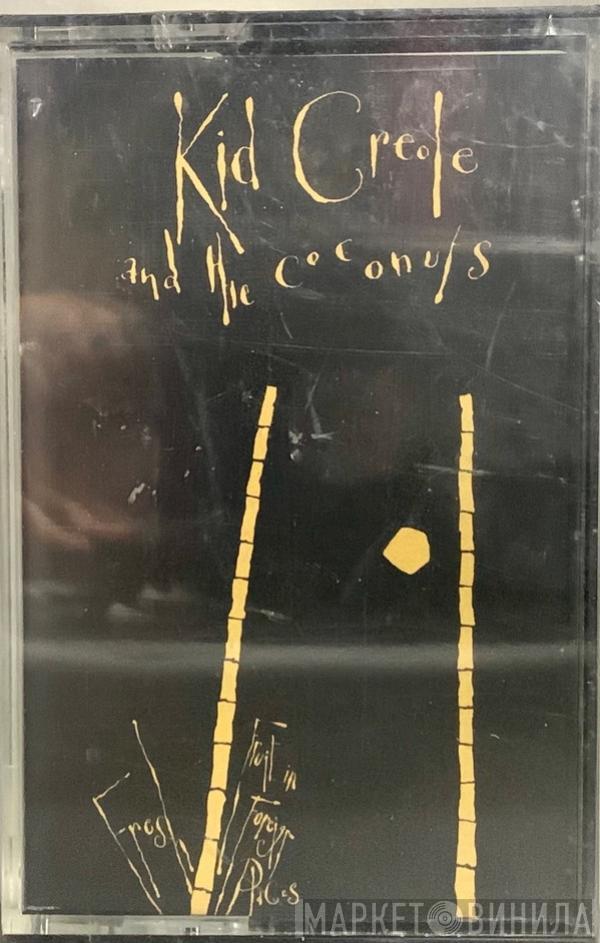 Kid Creole
and the coconuts
Fresh
Fruit in
Foreign
Places
МАРКЕТ ВИНИЛА